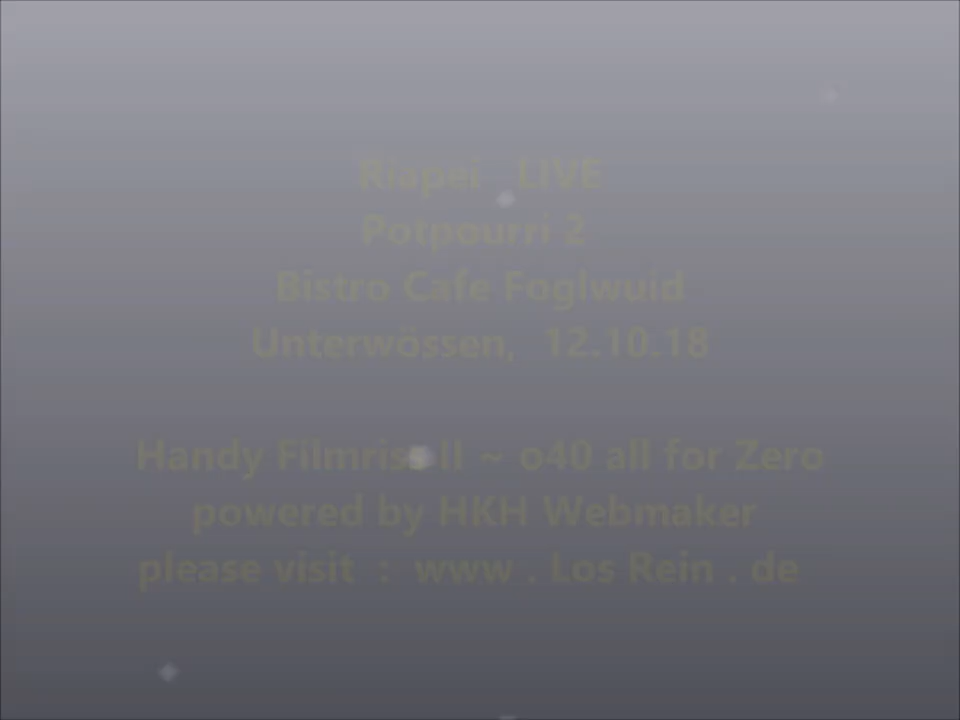 Riapei LIVE
Potpourri 2
Bistro Cafe Foglwuid
Unterwössen, 12.10.18
Handy Filmriss II ~ o40 all for Zero
powered by HKH Webmaker
please visit : www . Los Rein . de